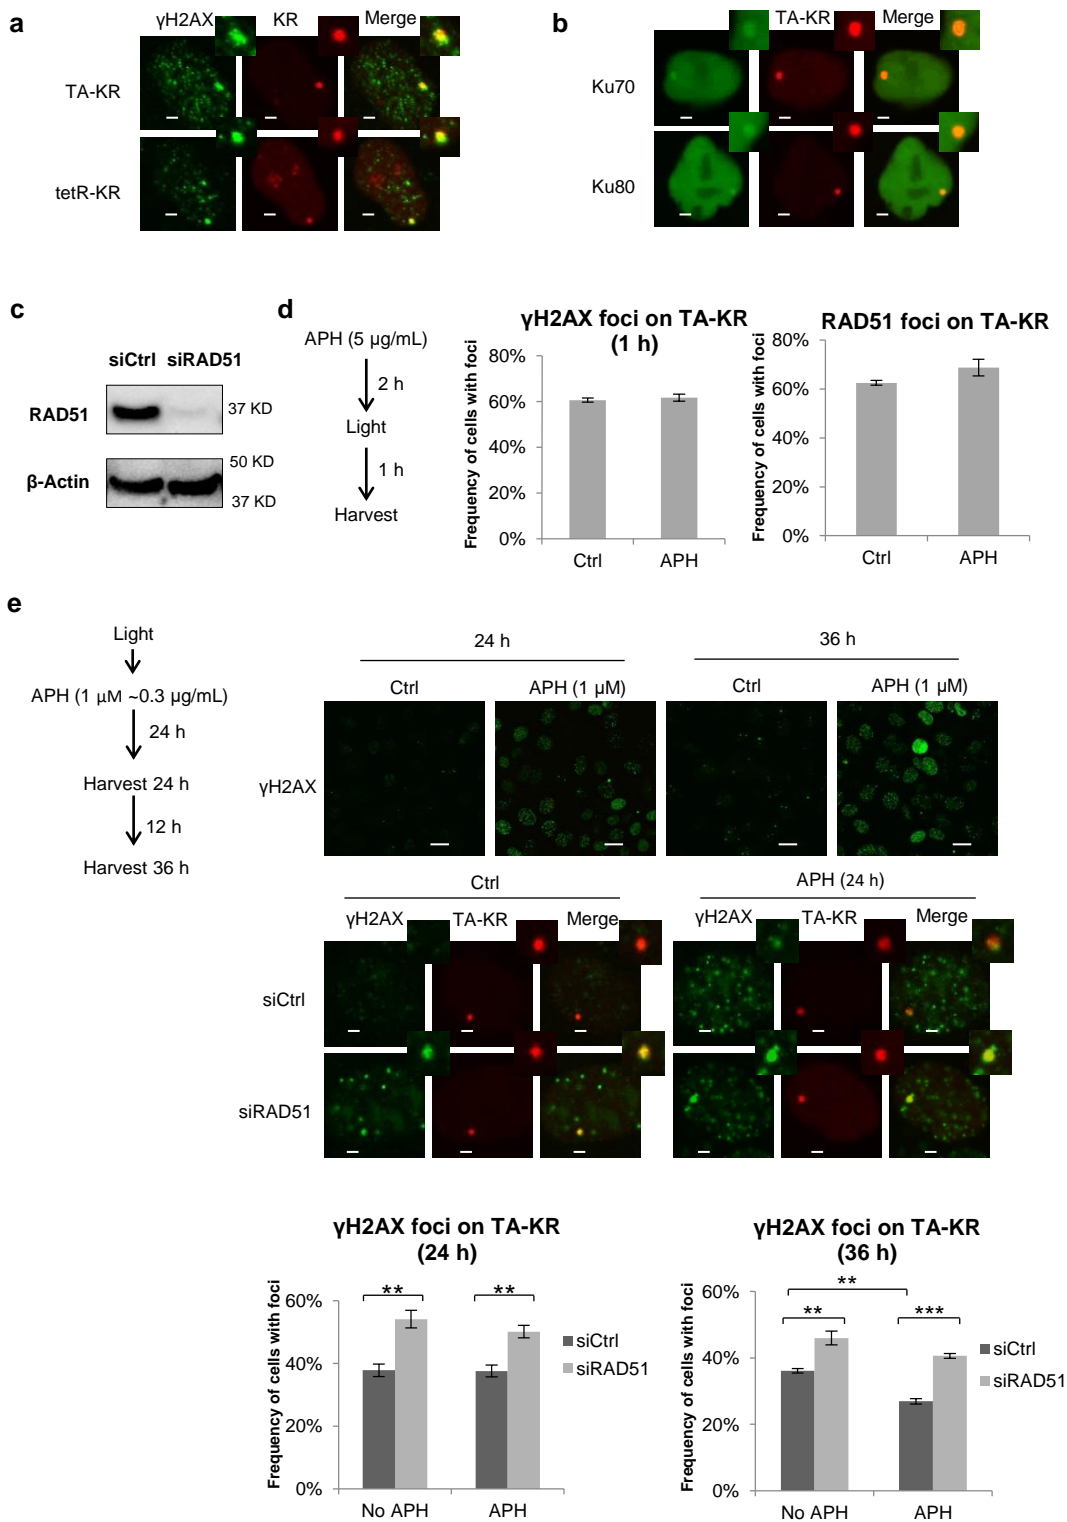 a
γH2AX KR Merge
TA-KR
tetR-KR
b
TA-KR Merge
Ku70
Ku80
c
siCtrl siRAD51
RAD51
37 KD
β-Actin
50 KD
37 KD
d
APH (5 µg/mL)
2 h
Light
1 h
Harvest
γH2AX foci on TA-KR
(1 h)
Frequency of cells with foci
80%
60%
40%
20%
0%
Ctrl APH
RAD51 foci on TA-KR
Frequency of cells with foci
80%
60%
40%
20%
0%
Ctrl APH
e
Light
APH (1 µM ~0.3 µg/mL)
24 h
Harvest 24 h
12 h
Harvest 36 h
24 h 36 h
Ctrl APH (1 µM) Ctrl APH (1 µM)
γH2AX
Ctrl APH (24 h)
γH2AX TA-KR Merge γH2AX TA-KR Merge
siCtrl
siRAD51
γH2AX foci on TA-KR
(24 h)
Frequency of cells with foci
60%
40%
20%
0%
** **
No APH APH
siCtrl
siRAD51
γH2AX foci on TA-KR
(36 h)
Frequency of cells with foci
60%
40%
20%
0%
**
** ***
No APH APH
siCtrl
siRAD51